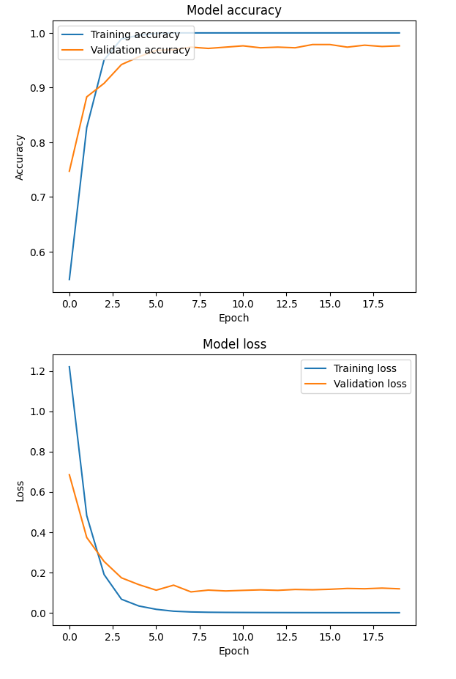 Model accuracy
Training accuracy
Validation accuracy
1.0
0.9
0.8
0.7
0.6
Accuracy
0.0 2.5 5.0 7.5 10.0 12.5 15.0 17.5
Epoch
Model loss
Training loss
Validation loss
1.2
1.0
0.8
0.6
0.4
0.2
0.0
Loss
0.0 2.5 5.0 7.5 10.0 12.5 15.0 17.5
Epoch